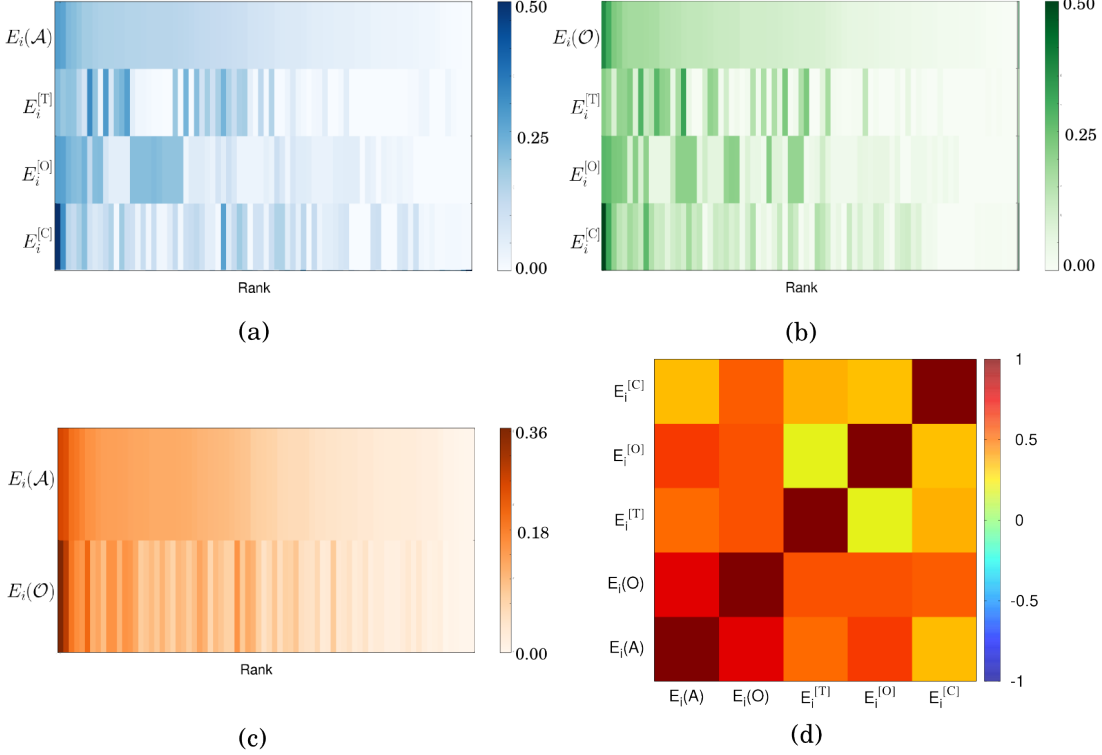 0.50
E_i(𝒜)
E_i^[T]
0.25
E_i^[O]
E_i^[C]
0.00
Rank
(a)
0.50
E_i(𝒪)
E_i^[T]
0.25
E_i^[O]
E_i^[C]
0.00
Rank
(b)
0.36
E_i(𝒜)
0.18
E_i(𝒪)
0.00
Rank
(c)
1
E_i^[C]
E_i^[O]
0.5
E_i^[T]
0
E_i(O)
-0.5
E_i(A)
-1
E_i(A) E_i(O) E_i^[T] E_i^[O] E_i^[C]
(d)